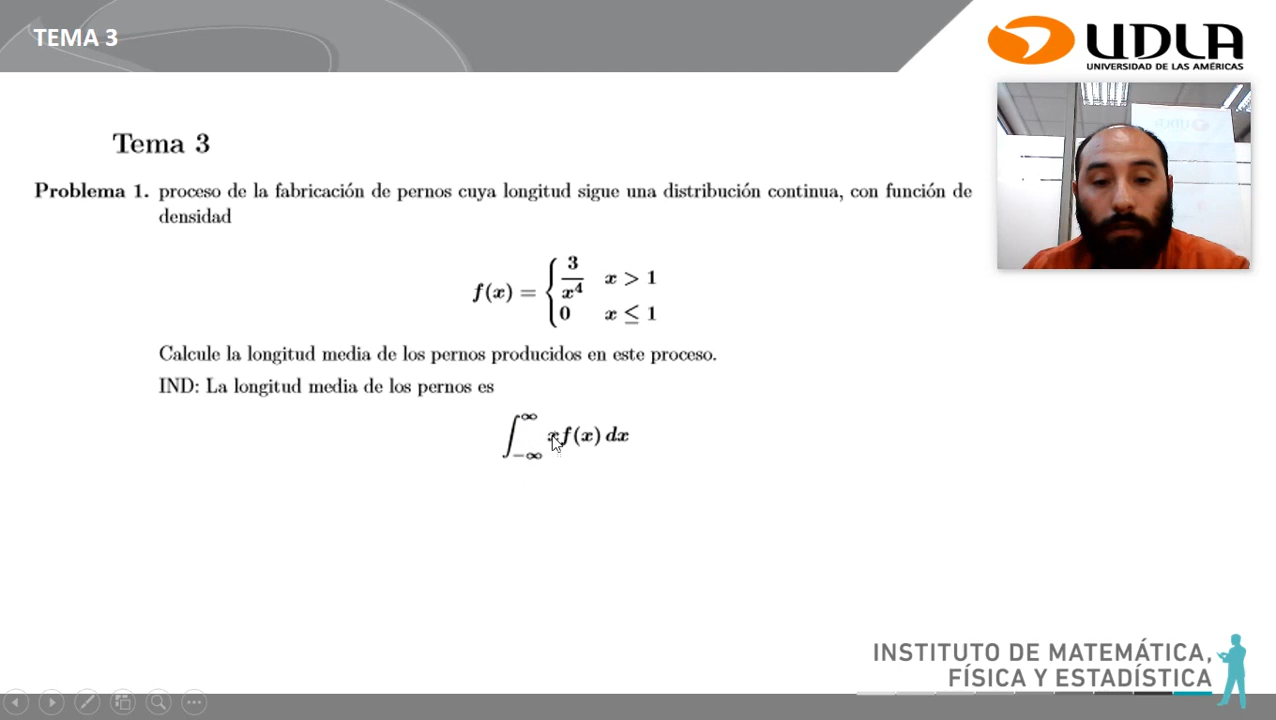 TEMA 3
UDLA
UNIVERSIDAD DE LAS AMÉRICAS
Tema 3
Problema 1. proceso de la fabricación de pernos cuya longitud sigue una distribución continua, con función de
densidad
f(x) = { 3/x⁴ x > 1
0 x ≤ 1
Calcule la longitud media de los pernos producidos en este proceso.
IND: La longitud media de los pernos es
∫_{-∞}^{∞} x f(x) dx
INSTITUTO DE MATEMÁTICA,
FÍSICA Y ESTADÍSTICA